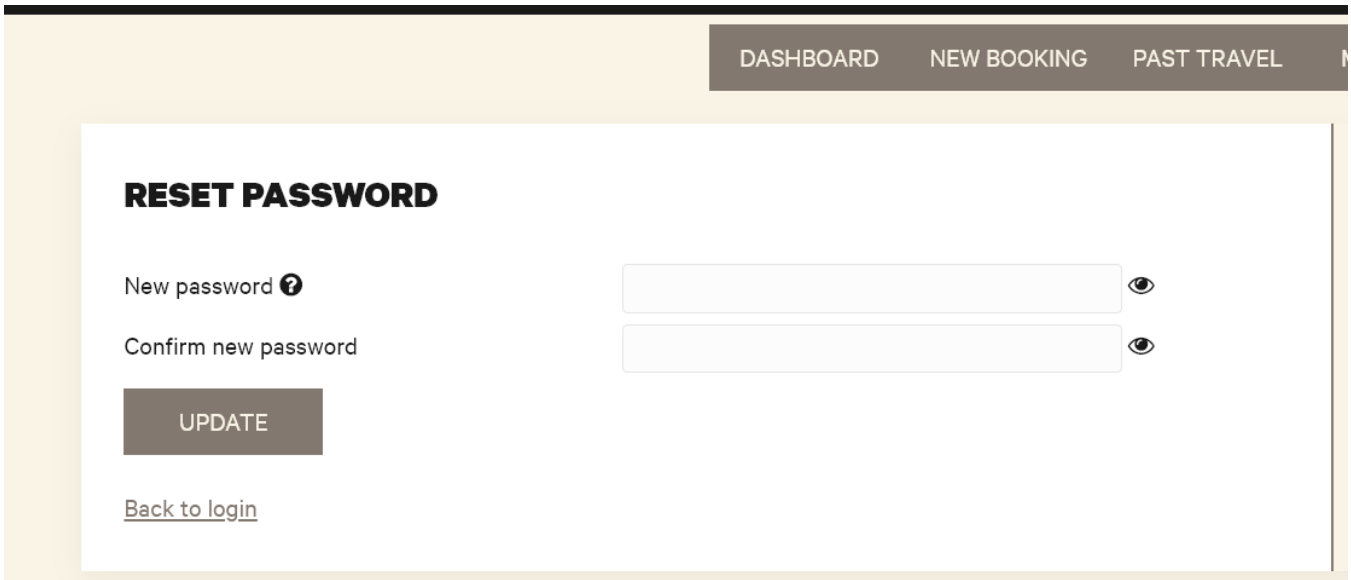 DASHBOARD NEW BOOKING PAST TRAVEL
RESET PASSWORD
New password
Confirm new password
UPDATE
Back to login